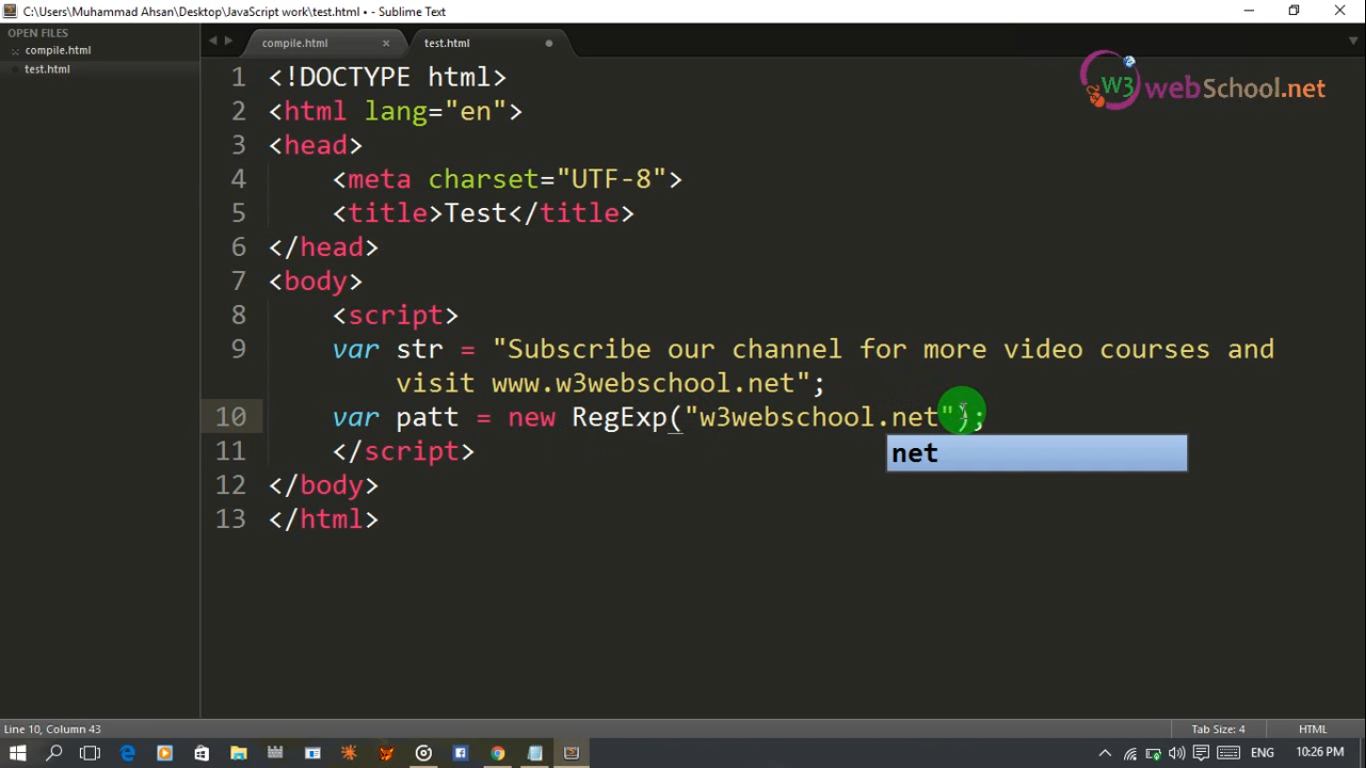 C:\Users\Muhammad Ahsan\Desktop\JavaScript work\test.html • - Sublime Text
OPEN FILES
compile.html
test.html
compile.html
test.html
W3 webSchool.net
1 <!DOCTYPE html>
2 <html lang="en">
3 <head>
4 <meta charset="UTF-8">
5 <title>Test</title>
6 </head>
7 <body>
8 <script>
9 var str = "Subscribe our channel for more video courses and
visit www.w3webschool.net";
10 var patt = new RegExp("w3webschool.net");
net
11 </script>
12 </body>
13 </html>
Line 10, Column 43
Tab Size: 4
HTML
ENG
10:26 PM